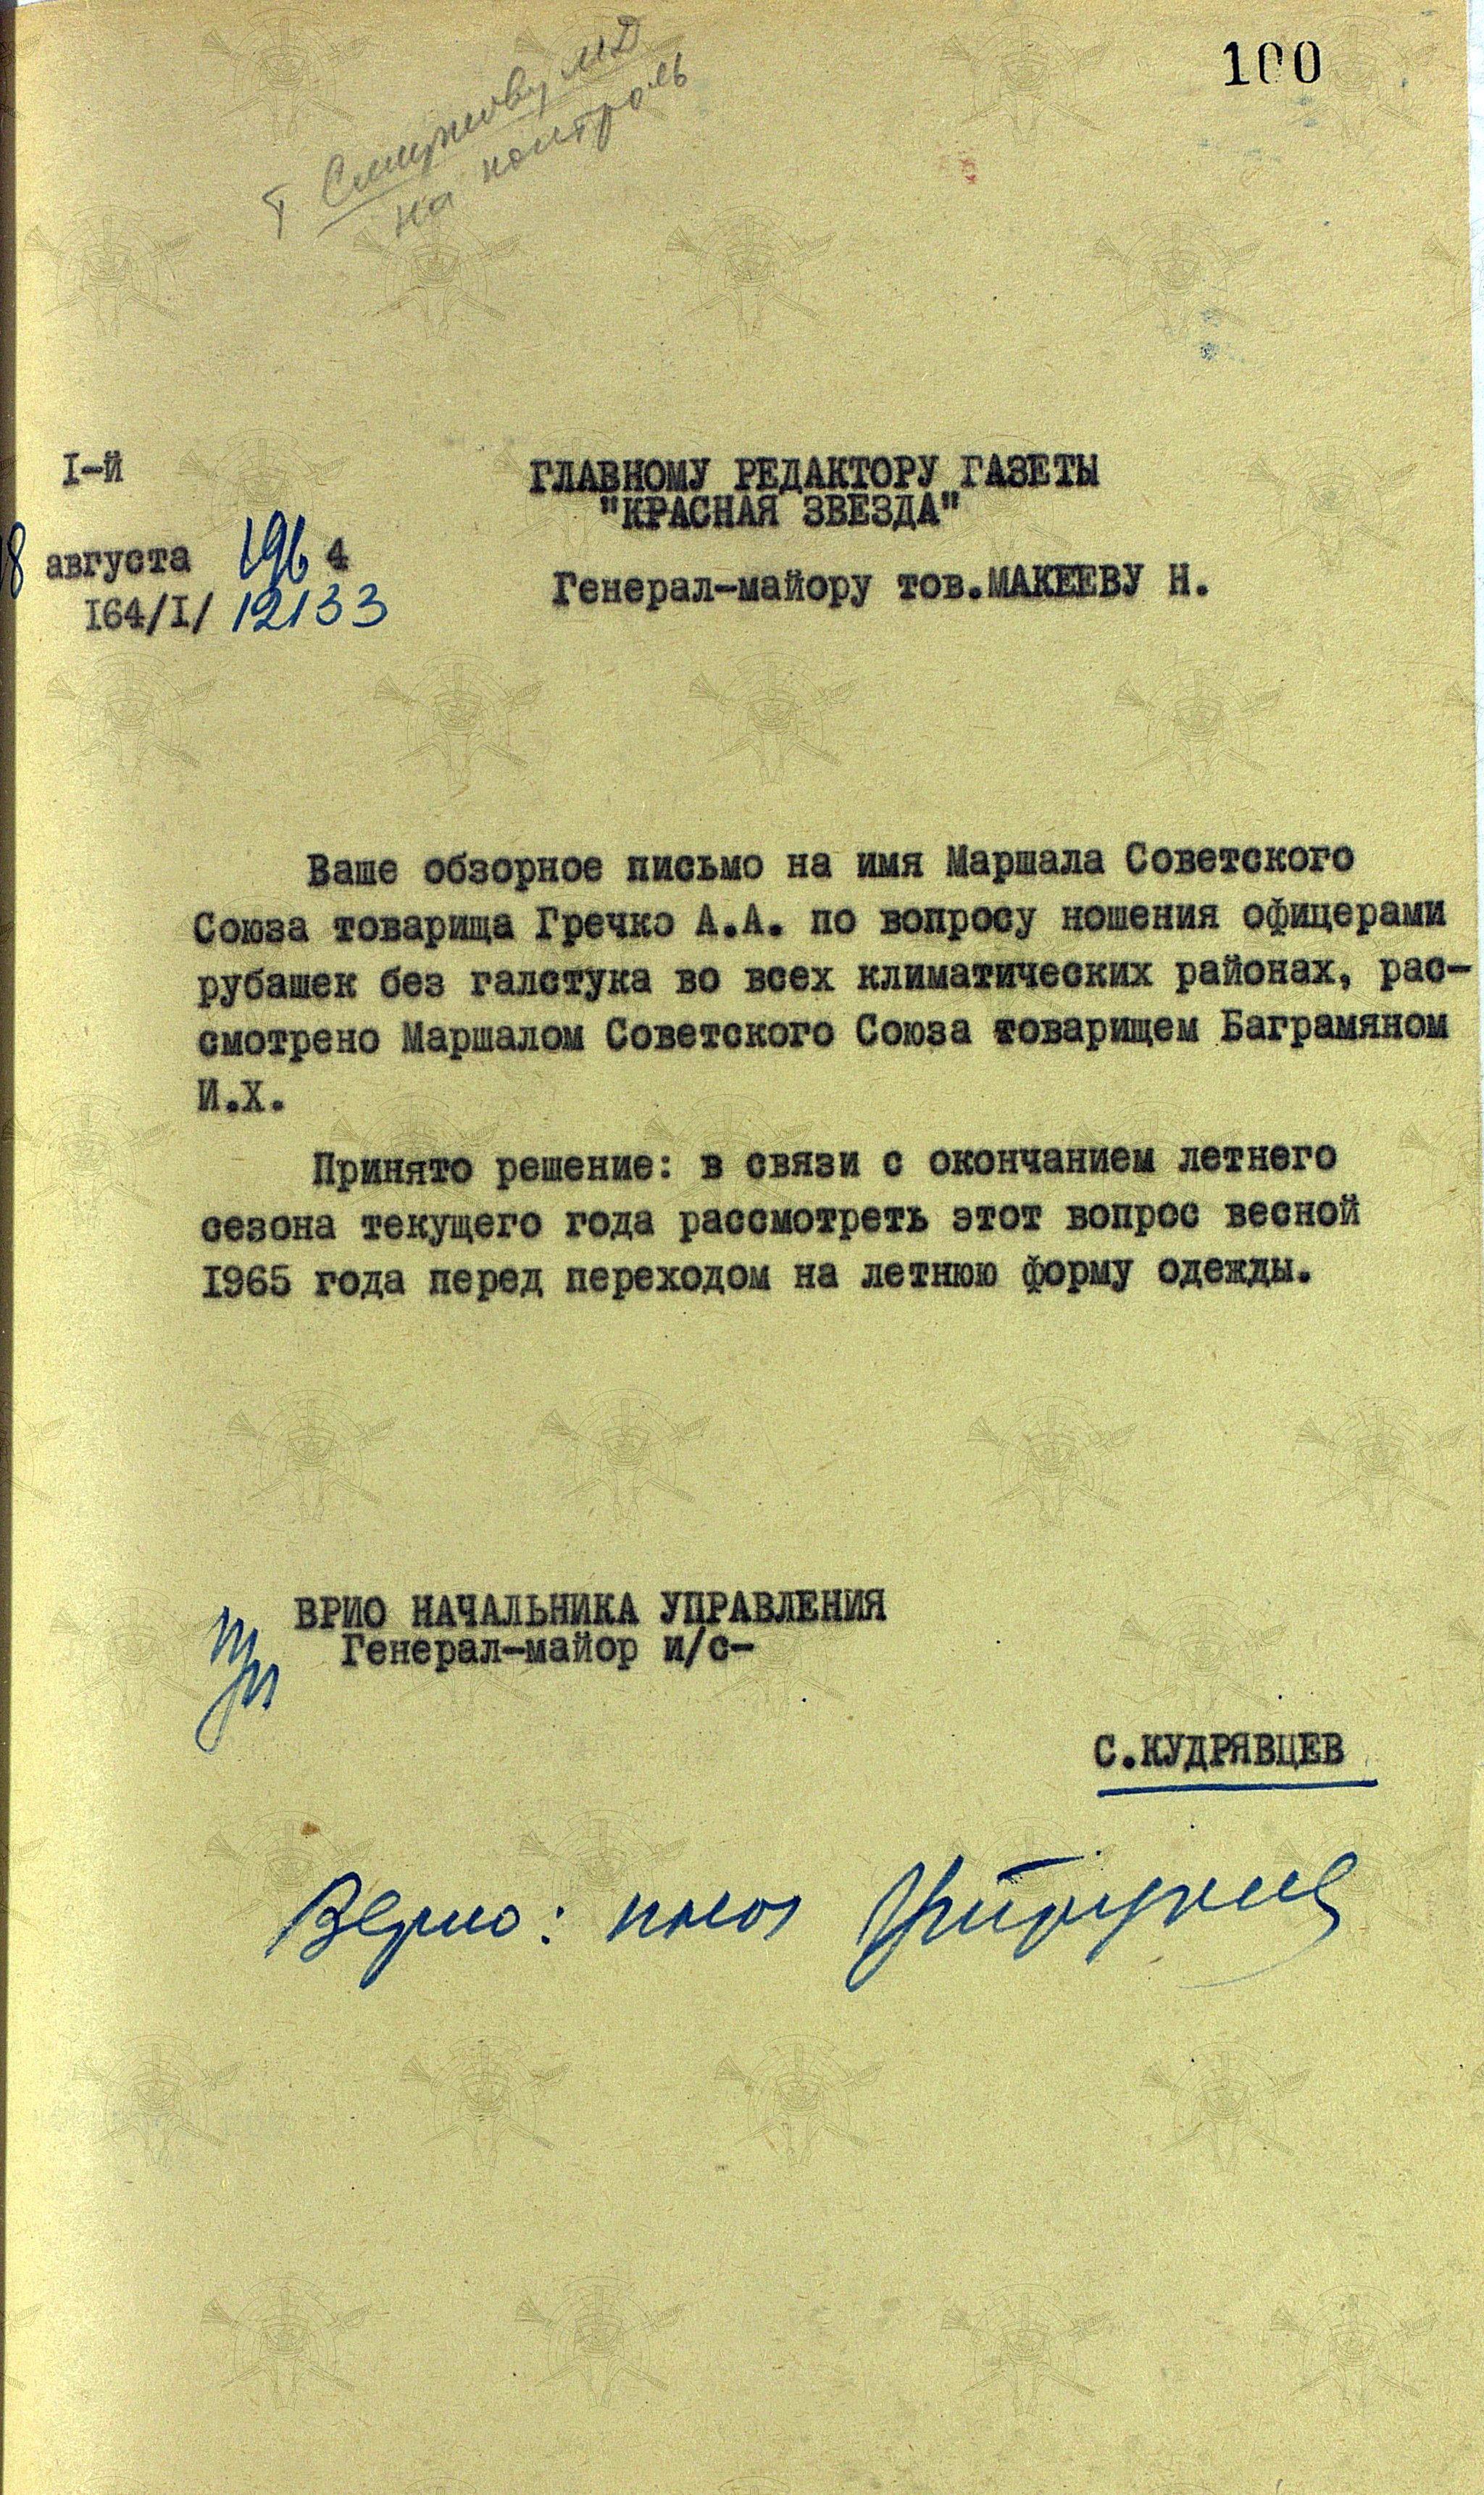 100
на контроль
I-й
ГЛАВНОМУ РЕДАКТОРУ ГАЗЕТЫ
"КРАСНАЯ ЗВЕЗДА"
8 августа 1964
Генерал-майору тов.МАКЕЕВУ Н.
I64/I/ 12133
Ваше обзорное письмо на имя Маршала Советского
Союза товарища Гречко А.А. по вопросу ношения офицерами
рубашек без галстука во всех климатических районах, рас-
смотрено Маршалом Советского Союза товарищем Баграмяном
И.Х.
Принято решение: в связи с окончанием летнего
сезона текущего года рассмотреть этот вопрос весной
I965 года перед переходом на летнюю форму одежды.
ВРИО НАЧАЛЬНИКА УПРАВЛЕНИЯ
Генерал-майор и/с-
С.КУДРЯВЦЕВ
Верно: